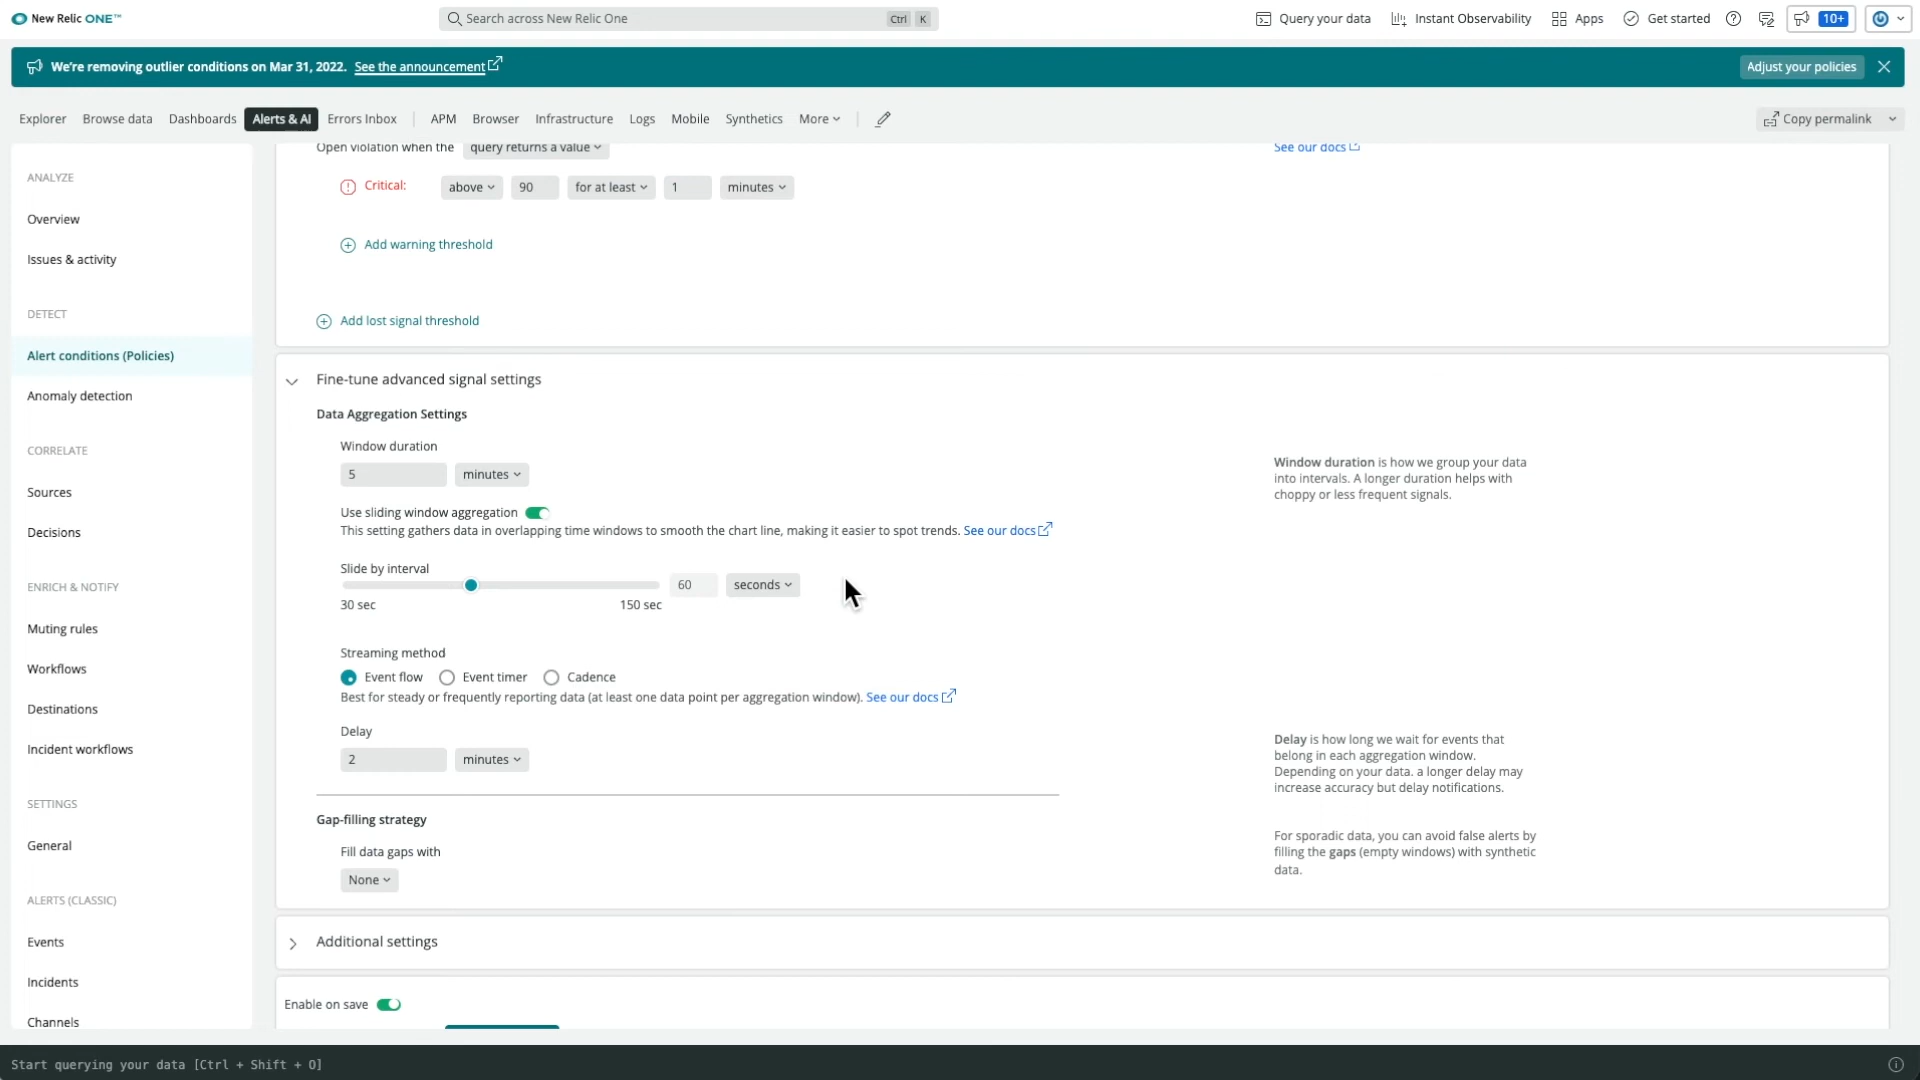 New Relic ONE™
Search across New Relic One
Ctrl K
Query your data
Instant Observability
Apps
Get started
10+
We're removing outlier conditions on Mar 31, 2022. See the announcement
Adjust your policies
Explorer
Browse data
Dashboards
Alerts & AI
Errors Inbox
APM
Browser
Infrastructure
Logs
Mobile
Synthetics
More
Copy permalink
ANALYZE
Overview
Issues & activity
DETECT
Alert conditions (Policies)
Anomaly detection
CORRELATE
Sources
Decisions
ENRICH & NOTIFY
Muting rules
Workflows
Destinations
Incident workflows
SETTINGS
General
ALERTS (CLASSIC)
Events
Incidents
Channels
Open violation when the query returns a value
See our docs
Critical: above 90 for at least 1 minutes
Add warning threshold
Add lost signal threshold
Fine-tune advanced signal settings
Data Aggregation Settings
Window duration
5 minutes
Window duration is how we group your data
into intervals. A longer duration helps with
choppy or less frequent signals.
Use sliding window aggregation
This setting gathers data in overlapping time windows to smooth the chart line, making it easier to spot trends. See our docs
Slide by interval
60 seconds
30 sec 150 sec
Streaming method
Event flow Event timer Cadence
Best for steady or frequently reporting data (at least one data point per aggregation window). See our docs
Delay
2 minutes
Delay is how long we wait for events that
belong in each aggregation window.
Depending on your data. a longer delay may
increase accuracy but delay notifications.
Gap-filling strategy
Fill data gaps with
None
For sporadic data, you can avoid false alerts by
filling the gaps (empty windows) with synthetic
data.
Additional settings
Enable on save
Start querying your data [Ctrl + Shift + O]